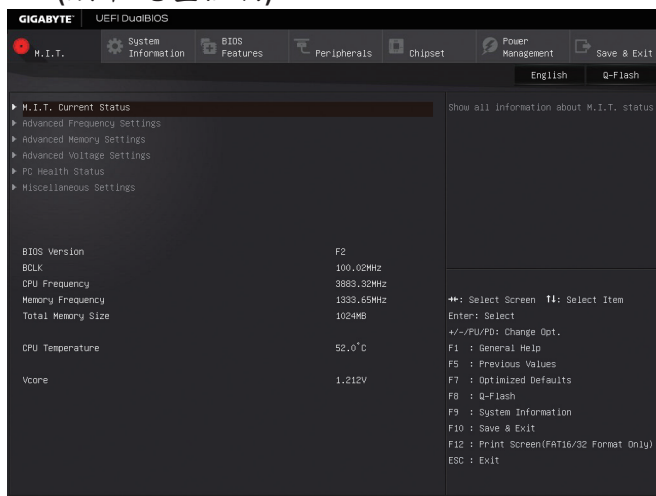 GIGABYTE™ UEFI DualBIOS
M.I.T. System Information BIOS Features Peripherals Chipset Power Management Save & Exit
English Q-Flash
M.I.T. Current Status
Show all information about M.I.T. status
Advanced Frequency Settings
Advanced Memory Settings
Advanced Voltage Settings
PC Health Status
Miscellaneous Settings
BIOS Version F2
BCLK 100.02MHz
CPU Frequency 3883.32MHz
Memory Frequency 1333.65MHz
Total Memory Size 1024MB
CPU Temperature 52.0°C
Vcore 1.212V
→←: Select Screen ↑↓: Select Item
Enter: Select
+/-/PU/PD: Change Opt.
F1 : General Help
F5 : Previous Values
F7 : Optimized Defaults
F8 : Q-Flash
F9 : System Information
F10 : Save & Exit
F12 : Print Screen(FAT16/32 Format Only)
ESC : Exit